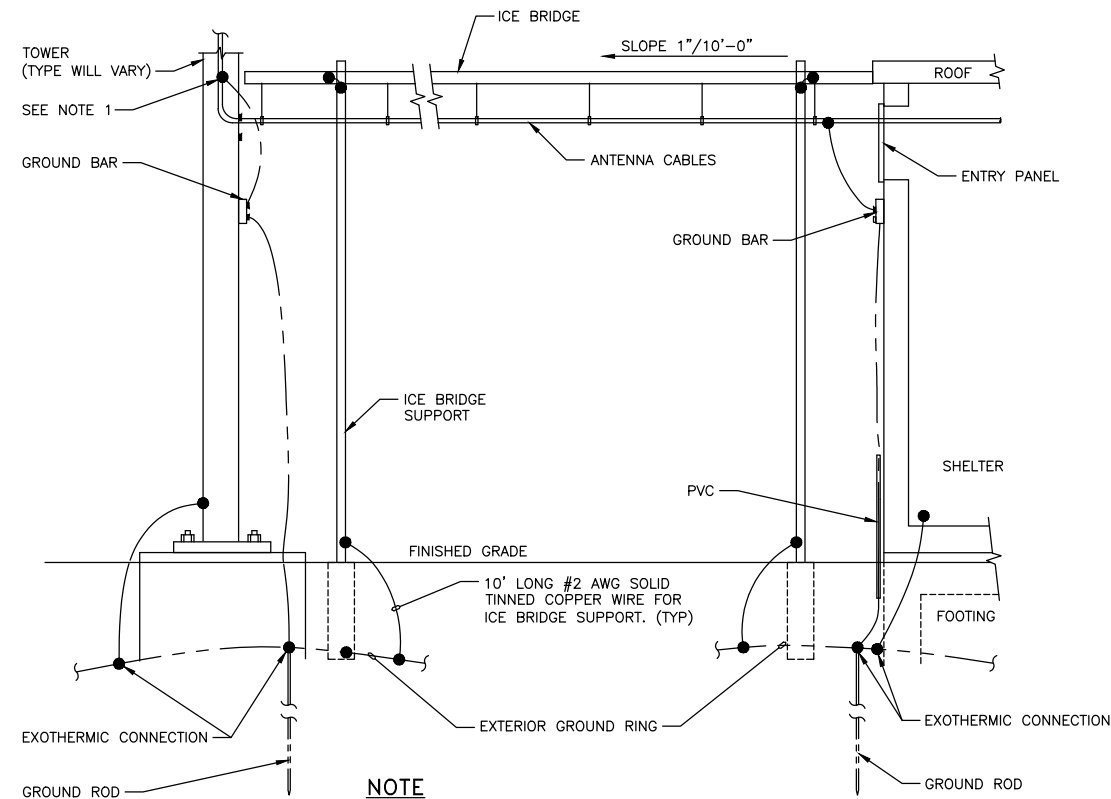 ICE BRIDGE
SLOPE 1"/10'-0"
TOWER
(TYPE WILL VARY)
ROOF
SEE NOTE 1
ANTENNA CABLES
GROUND BAR
ENTRY PANEL
GROUND BAR
ICE BRIDGE
SUPPORT
SHELTER
PVC
FINISHED GRADE
10' LONG #2 AWG SOLID
TINNED COPPER WIRE FOR
ICE BRIDGE SUPPORT. (TYP)
FOOTING
EXTERIOR GROUND RING
EXOTHERMIC CONNECTION
EXOTHERMIC CONNECTION
GROUND ROD
GROUND ROD
NOTE